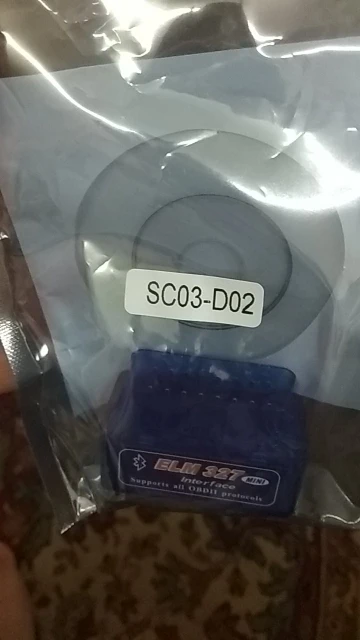 SC03-D02
ELM 327
Interface MINI
Supports all OBDII protocols